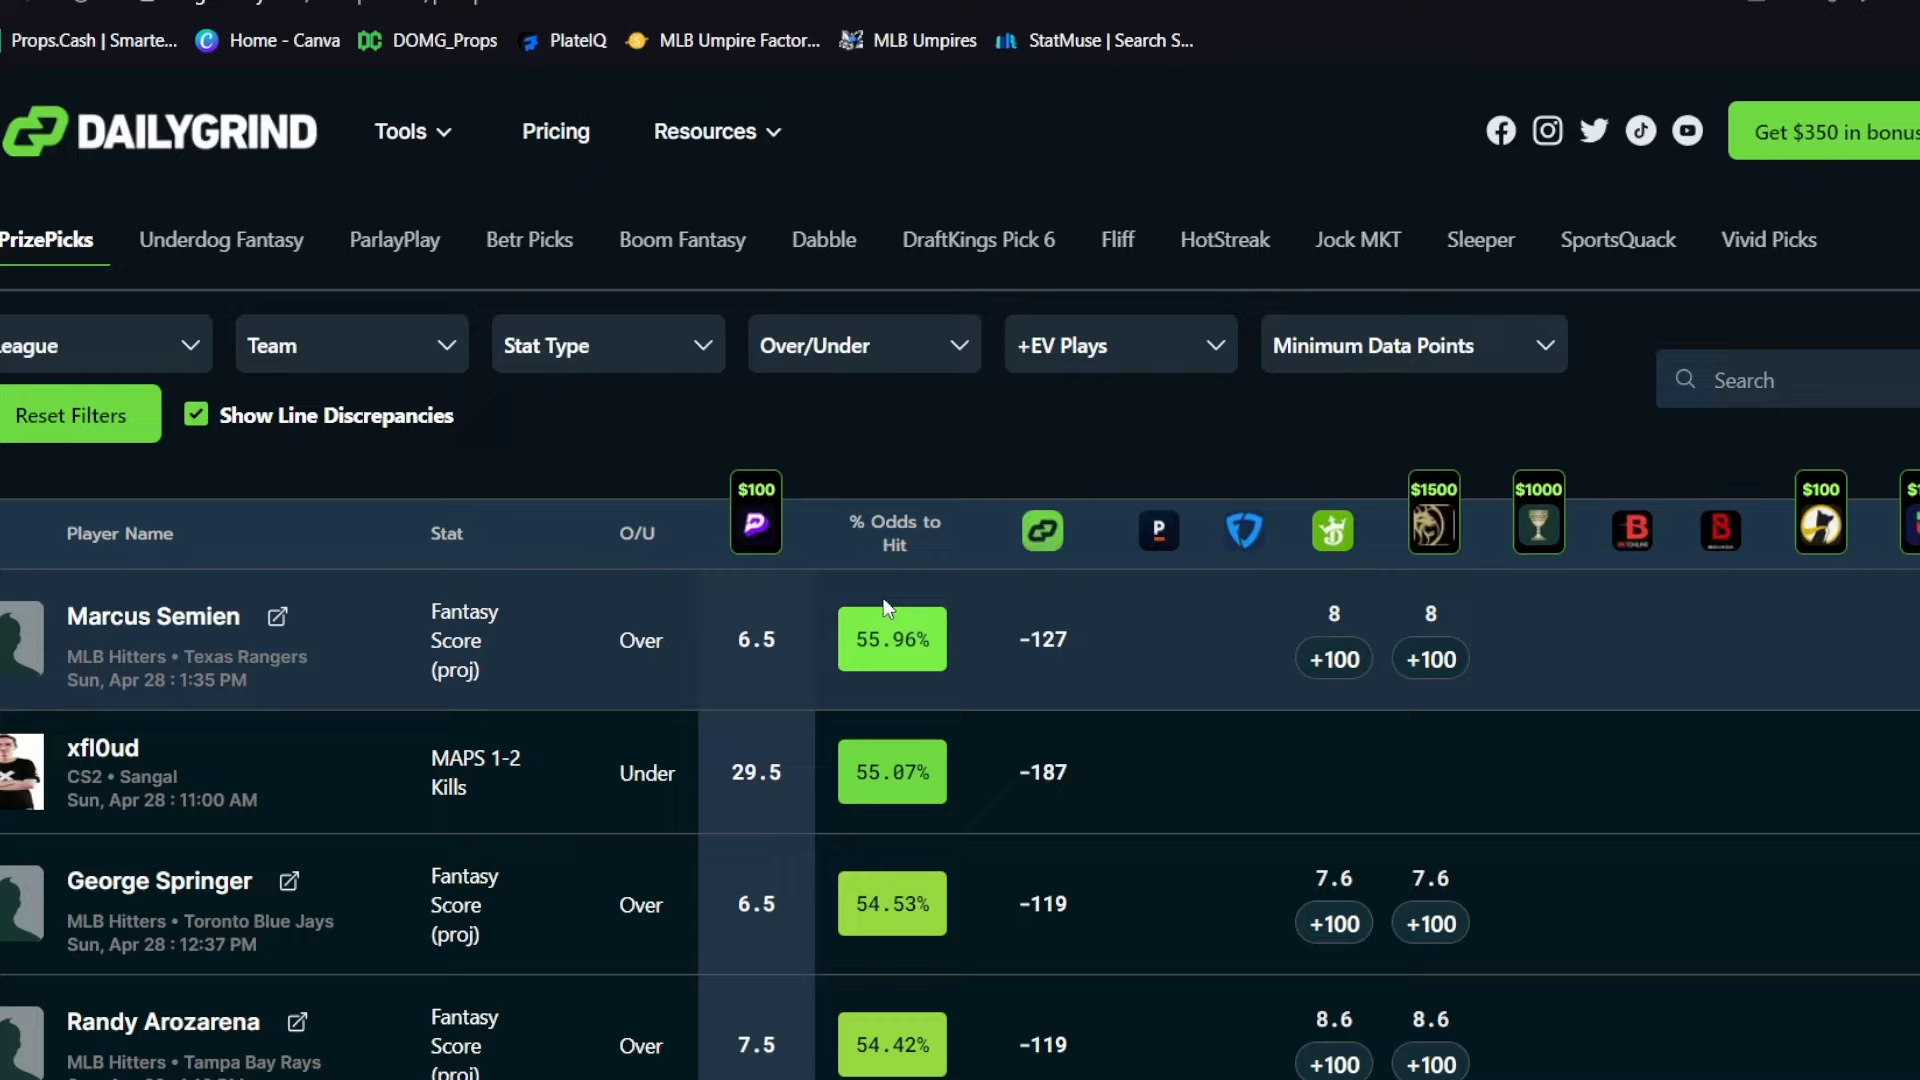 Props.Cash | Smarte... Home - Canva DOMG_Props PlateIQ MLB Umpire Factor... MLB Umpires StatMuse | Search S...
DAILYGRIND Tools Pricing Resources Get $350 in bonus
PrizePicks Underdog Fantasy ParlayPlay Betr Picks Boom Fantasy Dabble DraftKings Pick 6 Fliff HotStreak Jock MKT Sleeper SportsQuack Vivid Picks
eague Team Stat Type Over/Under +EV Plays Minimum Data Points
Search
Reset Filters Show Line Discrepancies
$100 $1500 $1000 $100
Player Name Stat O/U % Odds to
Hit
Marcus Semien
MLB Hitters • Texas Rangers
Sun, Apr 28 : 1:35 PM
Fantasy
Score
(proj)
Over 6.5 55.96% -127
8 8
+100 +100
xfl0ud
CS2 • Sangal
Sun, Apr 28 : 11:00 AM
MAPS 1-2
Kills
Under 29.5 55.07% -187
George Springer
MLB Hitters • Toronto Blue Jays
Sun, Apr 28 : 12:37 PM
Fantasy
Score
(proj)
Over 6.5 54.53% -119
7.6 7.6
+100 +100
Randy Arozarena
MLB Hitters • Tampa Bay Rays
Fantasy
Score
(proj)
Over 7.5 54.42% -119
8.6 8.6
+100 +100